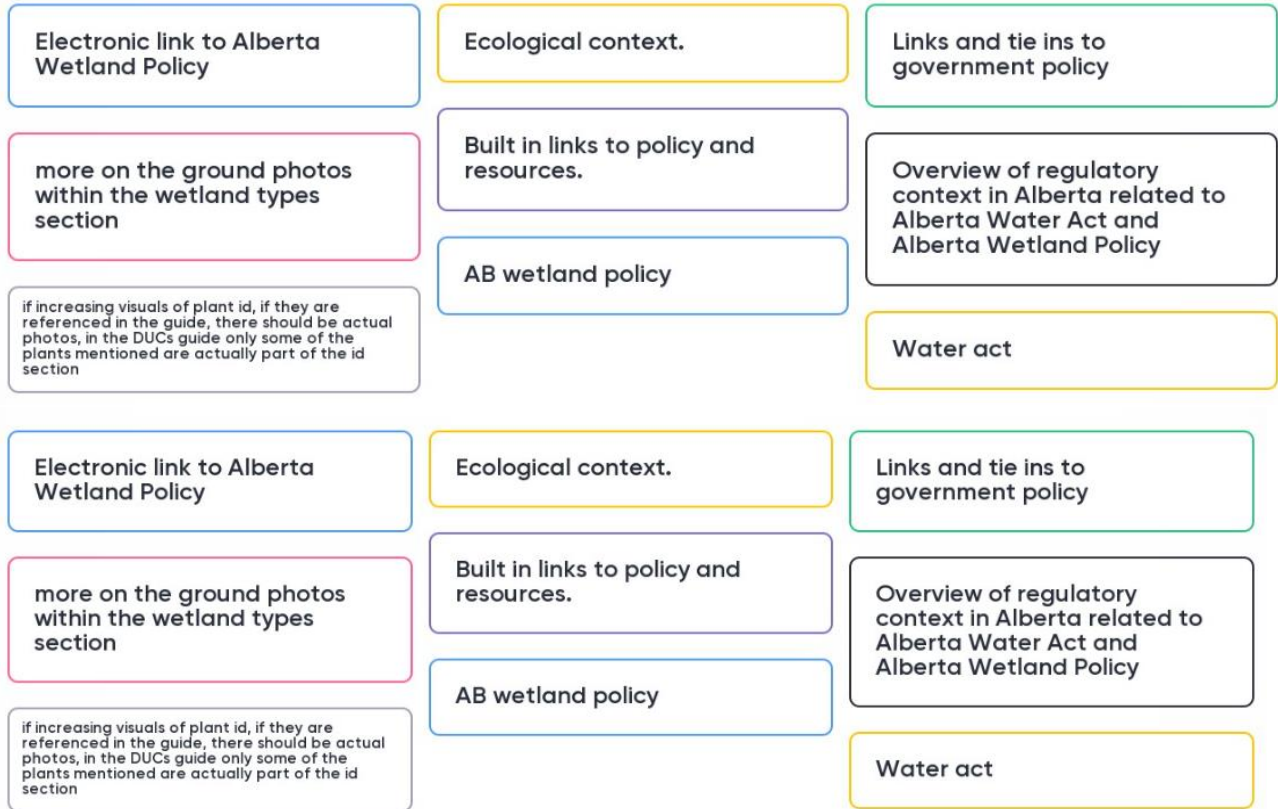 Electronic link to Alberta
Wetland Policy
more on the ground photos
within the wetland types
section
if increasing visuals of plant id, if they are
referenced in the guide, there should be actual
photos, in the DUCs guide only some of the
plants mentioned are actually part of the id
section
Ecological context.
Built in links to policy and
resources.
AB wetland policy
Links and tie ins to
government policy
Overview of regulatory
context in Alberta related to
Alberta Water Act and
Alberta Wetland Policy
Water act
Electronic link to Alberta
Wetland Policy
more on the ground photos
within the wetland types
section
if increasing visuals of plant id, if they are
referenced in the guide, there should be actual
photos, in the DUCs guide only some of the
plants mentioned are actually part of the id
section
Ecological context.
Built in links to policy and
resources.
AB wetland policy
Links and tie ins to
government policy
Overview of regulatory
context in Alberta related to
Alberta Water Act and
Alberta Wetland Policy
Water act